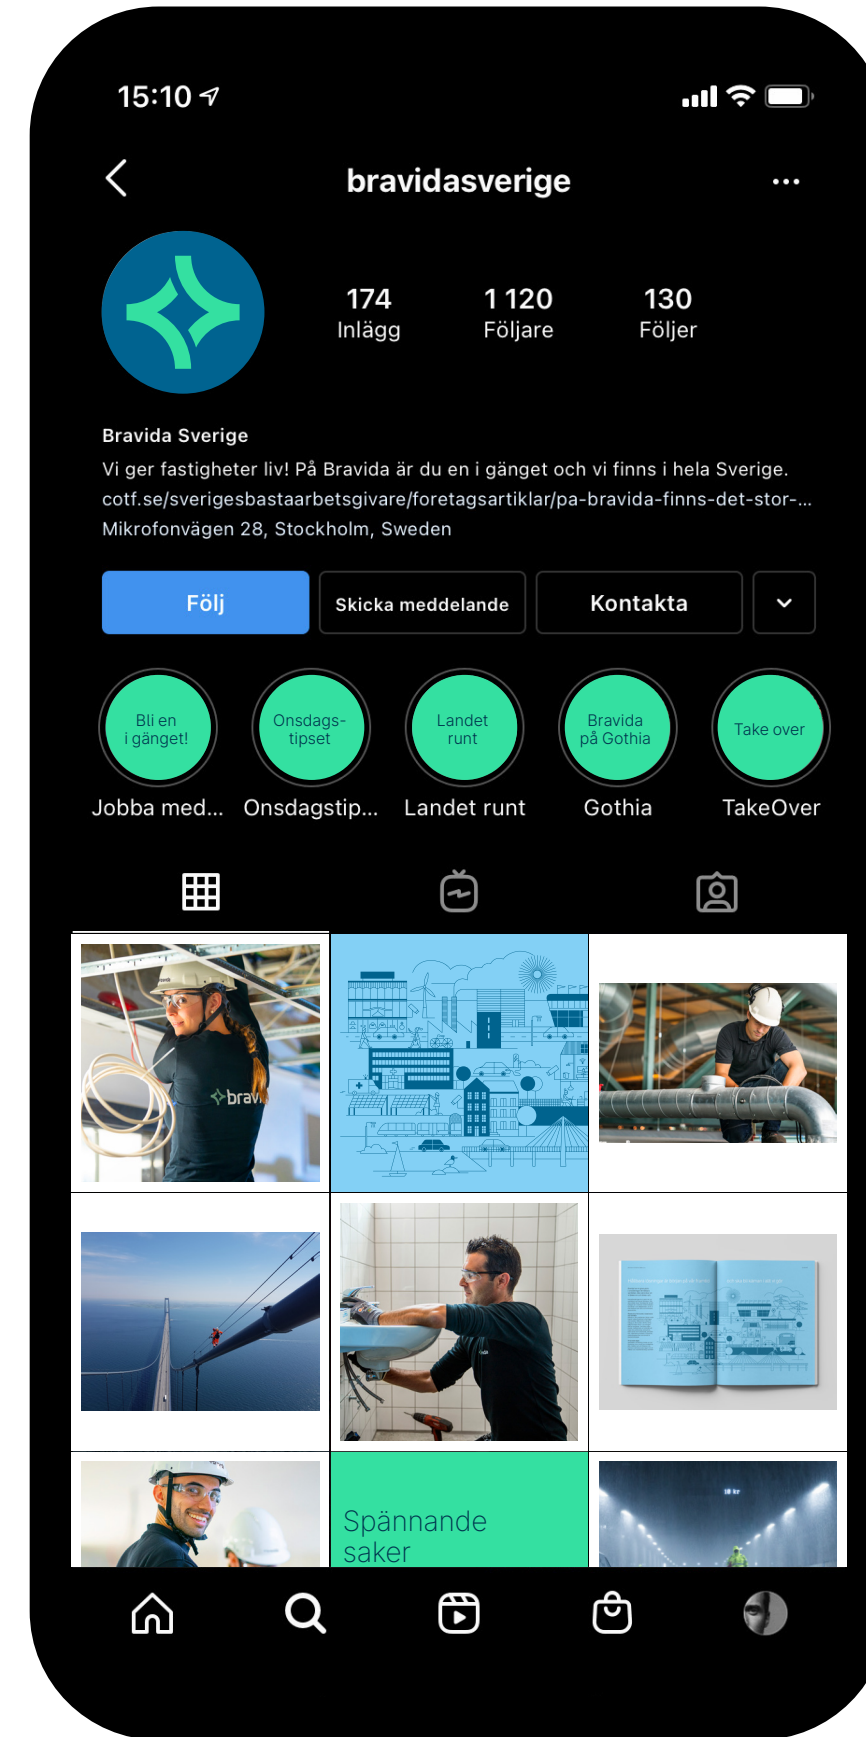 15:10
bravidasverige
174
1 120
130
Inlägg
Följare
Följer
Bravida Sverige
Vi ger fastigheter liv! På Bravida är du en i gänget och vi finns i hela Sverige.
cotf.se/sverigesbastaarbetsgivare/foretagsartiklar/pa-bravida-finns-det-stor-...
Mikrofonvägen 28, Stockholm, Sweden
Följ
Skicka meddelande
Kontakta
Bli en
i gänget!
Onsdags-
tipset
Landet
runt
Bravida
på Gothia
Take over
Jobba med...
Onsdagstip...
Landet runt
Gothia
TakeOver
bravi
10 kr
Spännande
saker